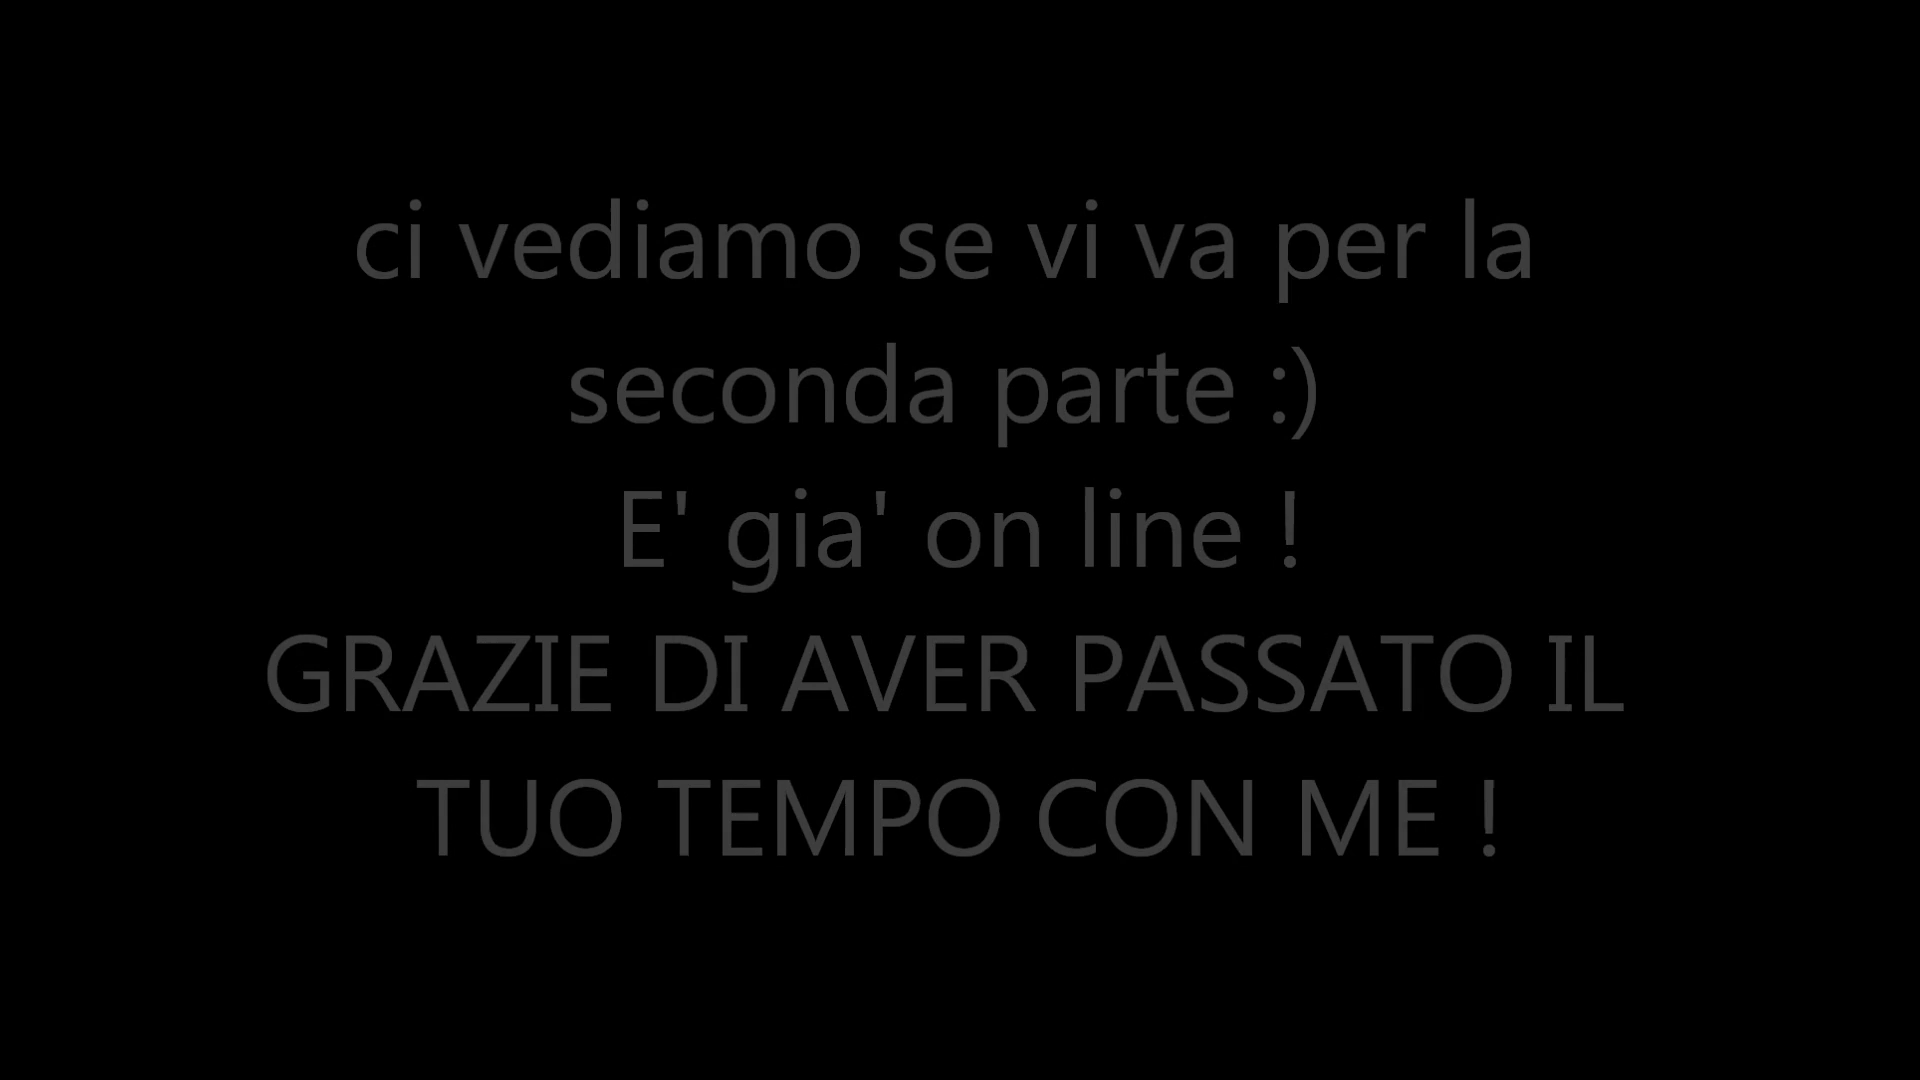 ci vediamo se vi va per la
seconda parte :)
E' gia' on line !
GRAZIE DI AVER PASSATO IL
TUO TEMPO CON ME !